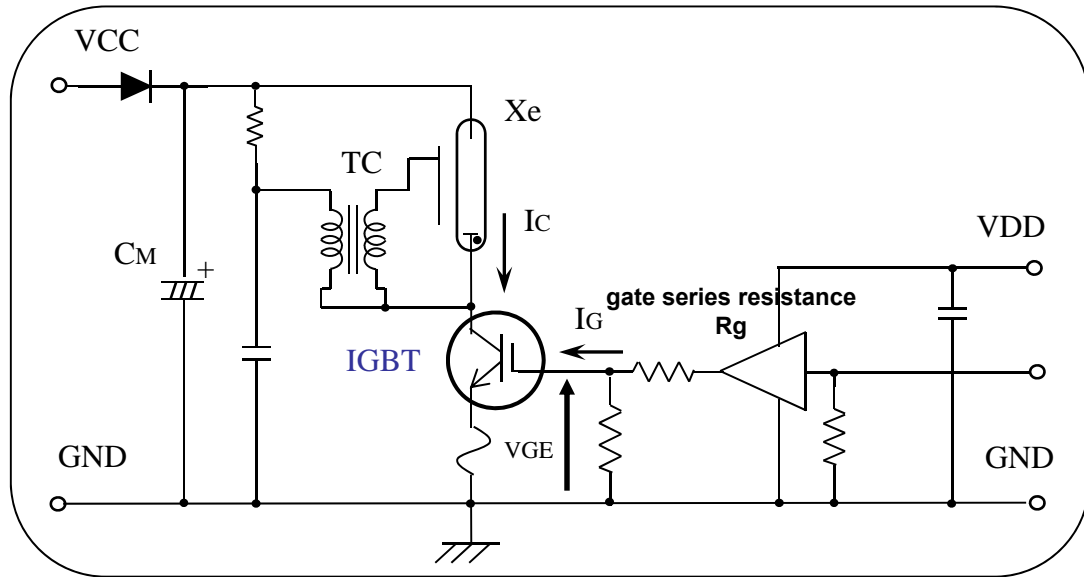 VCC
Xe
TC
IC
VDD
CM
+
gate series resistance
Rg
IG
IGBT
VGE
GND
GND